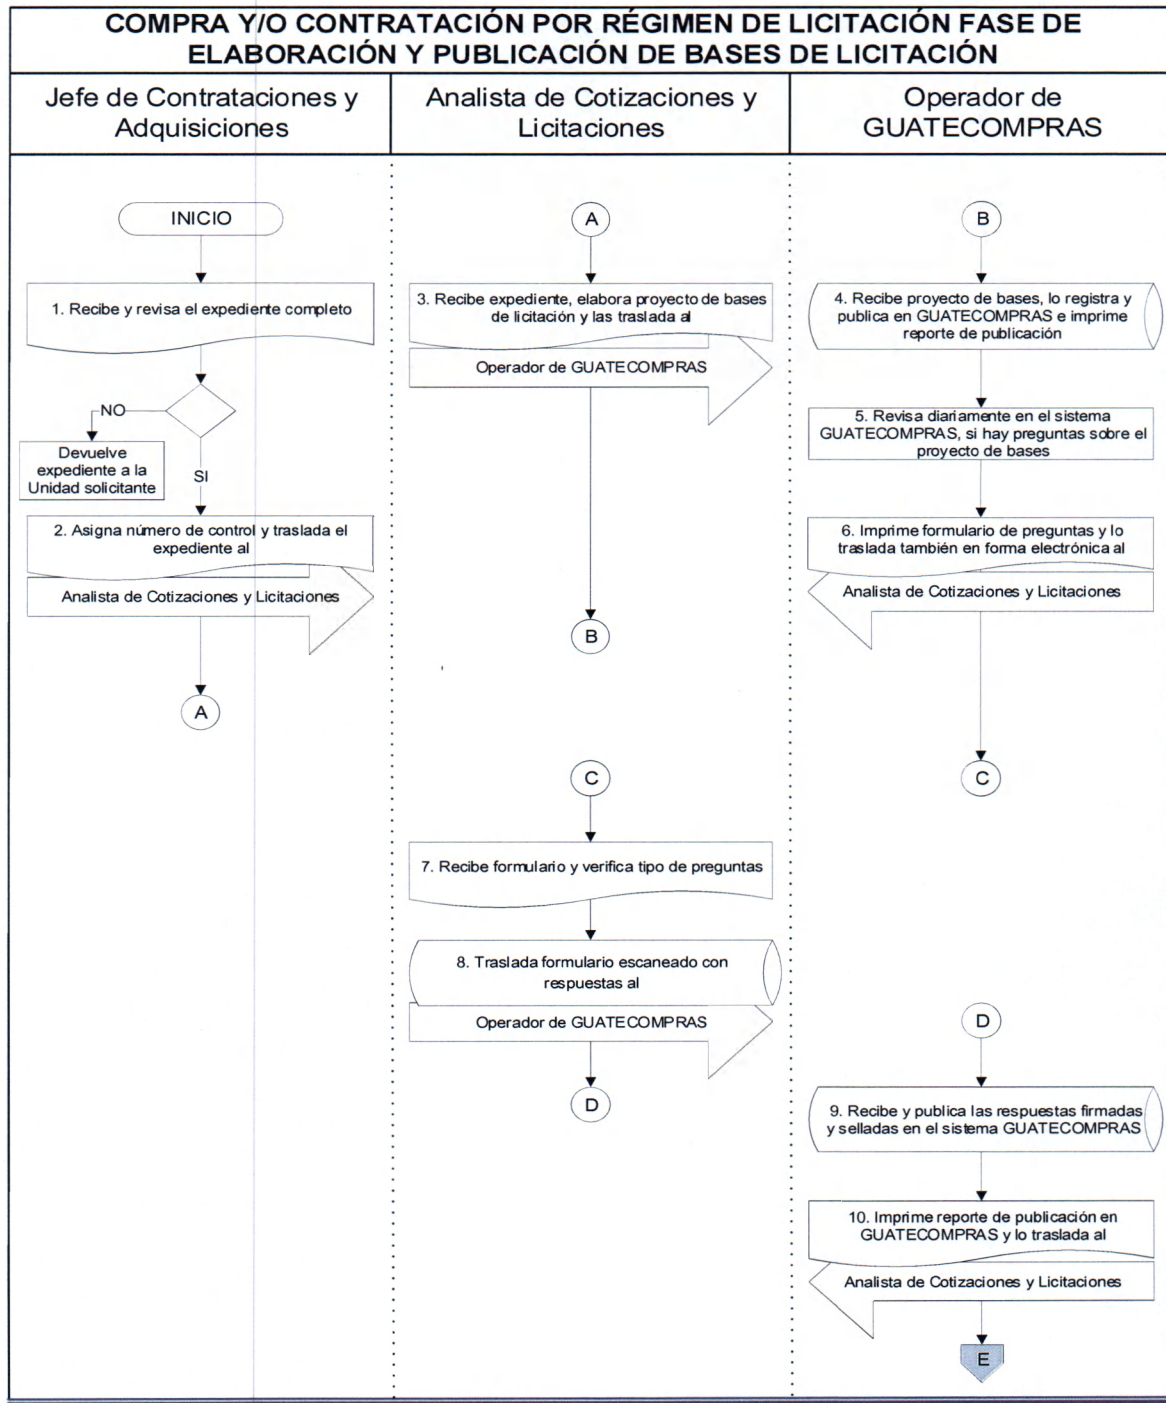 COMPRA Y/O CONTRATACIÓN POR RÉGIMEN DE LICITACIÓN FASE DE
ELABORACIÓN Y PUBLICACIÓN DE BASES DE LICITACIÓN
Jefe de Contrataciones y
Adquisiciones
Analista de Cotizaciones y
Licitaciones
Operador de
GUATECOMPRAS
INICIO
1. Recibe y revisa el expediente completo
NO
Devuelve
expediente a la
Unidad solicitante
SI
2. Asigna número de control y traslada el
expediente al
Analista de Cotizaciones y Licitaciones
A
A
3. Recibe expediente, elabora proyecto de bases
de licitación y las traslada al
Operador de GUATECOMPRAS
B
B
4. Recibe proyecto de bases, lo registra y
publica en GUATECOMPRAS e imprime
reporte de publicación
5. Revisa diariamente en el sistema
GUATECOMPRAS, si hay preguntas sobre el
proyecto de bases
6. Imprime formulario de preguntas y lo
traslada también en forma electrónica al
Analista de Cotizaciones y Licitaciones
C
C
7. Recibe formulario y verifica tipo de preguntas
8. Traslada formulario escaneado con
respuestas al
Operador de GUATECOMPRAS
D
D
9. Recibe y publica las respuestas firmadas
y selladas en el sistema GUATECOMPRAS
10. Imprime reporte de publicación en
GUATECOMPRAS y lo traslada al
Analista de Cotizaciones y Licitaciones
E